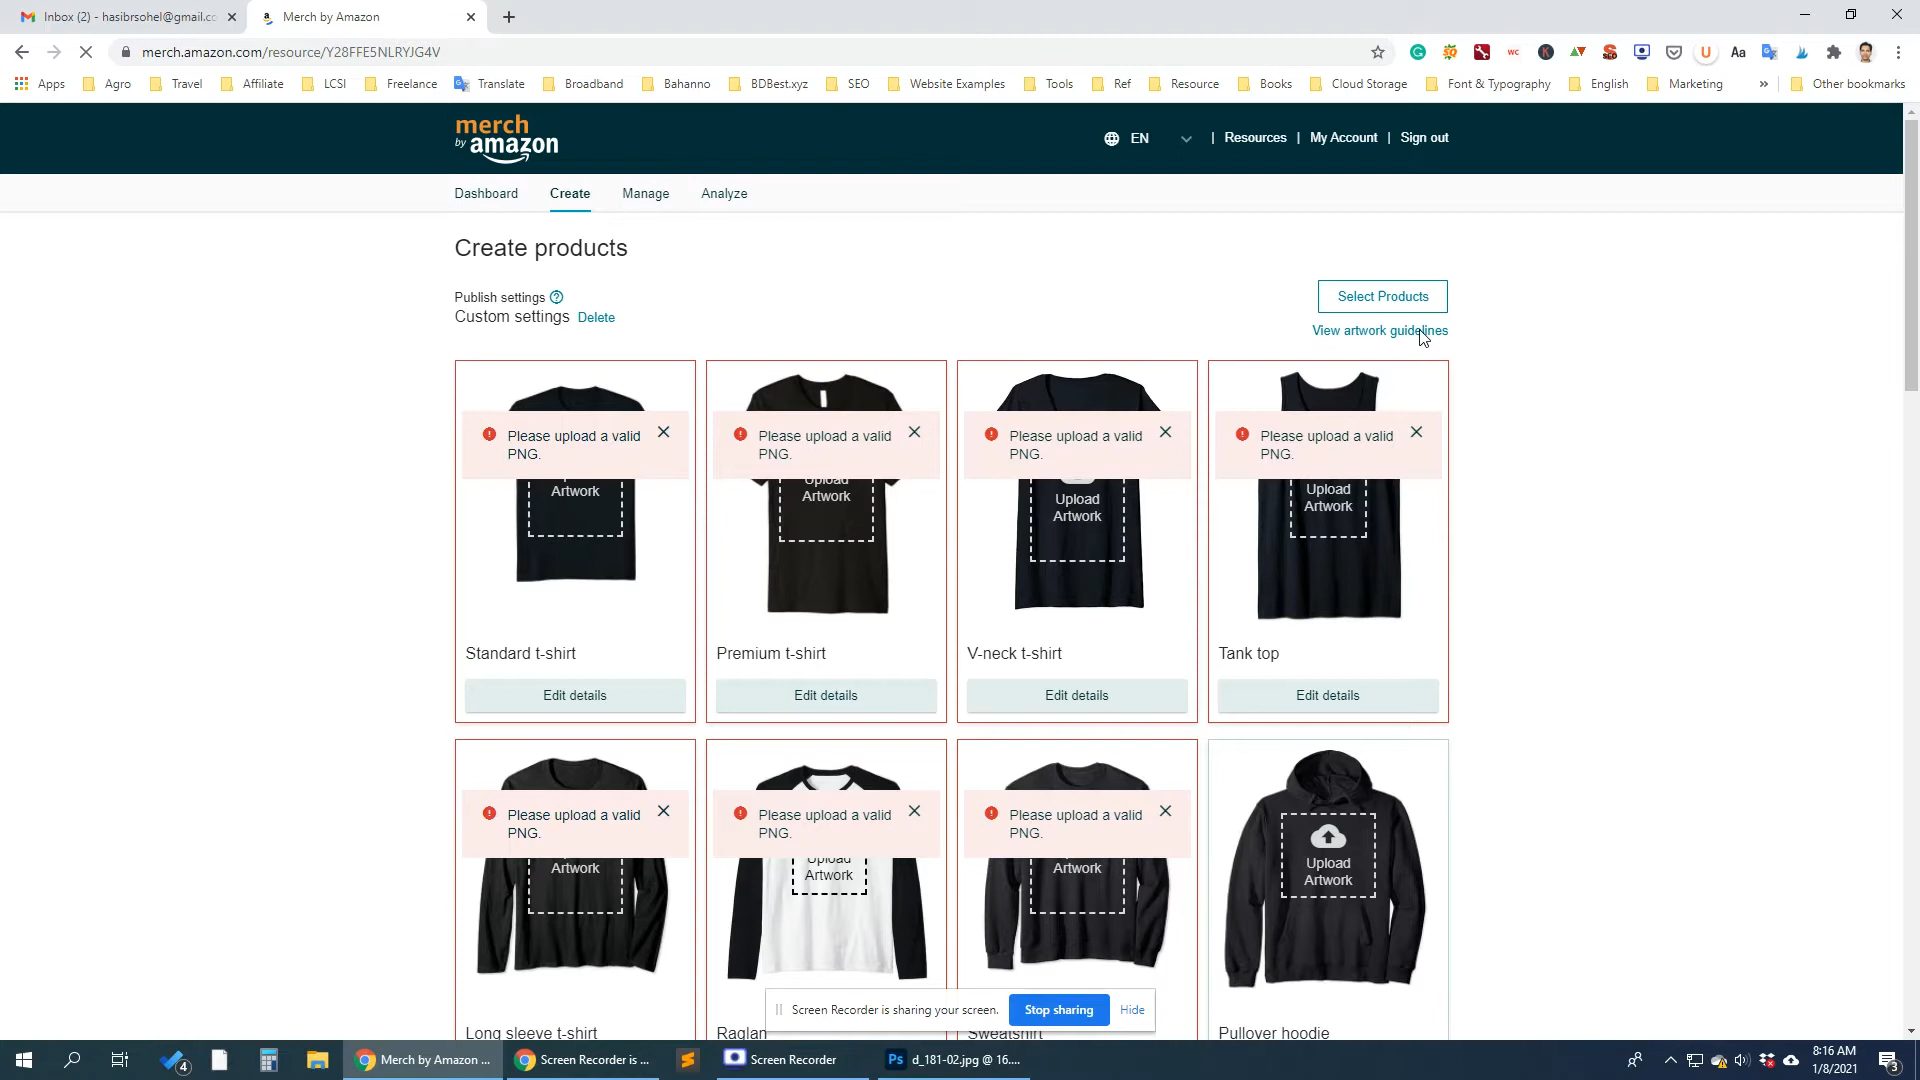 Inbox (2) - hasibrsohel@gmail.co
Merch by Amazon
merch.amazon.com/resource/Y28FFE5NLRYJG4V
Apps Agro Travel Affiliate LCSI Freelance Translate Broadband Bahanno BDBest.xyz SEO Website Examples Tools Ref Resource Books Cloud Storage Font & Typography English Marketing » Other bookmarks
merch
by amazon
EN | Resources | My Account | Sign out
Dashboard Create Manage Analyze
Create products
Publish settings
Custom settings Delete
Select Products
View artwork guidelines
Please upload a valid PNG.
Artwork
Standard t-shirt
Edit details
Please upload a valid PNG.
Upload
Artwork
Premium t-shirt
Edit details
Please upload a valid PNG.
Upload
Artwork
V-neck t-shirt
Edit details
Please upload a valid PNG.
Upload
Artwork
Tank top
Edit details
Please upload a valid PNG.
Artwork
Long sleeve t-shirt
Please upload a valid PNG.
Upload
Artwork
Raglan
Please upload a valid PNG.
Artwork
Sweatshirt
Upload
Artwork
Pullover hoodie
Screen Recorder is sharing your screen. Stop sharing Hide
4
Merch by Amazon ...
Screen Recorder is ...
Screen Recorder
Ps d_181-02.jpg @ 16....
8:16 AM
1/8/2021
3